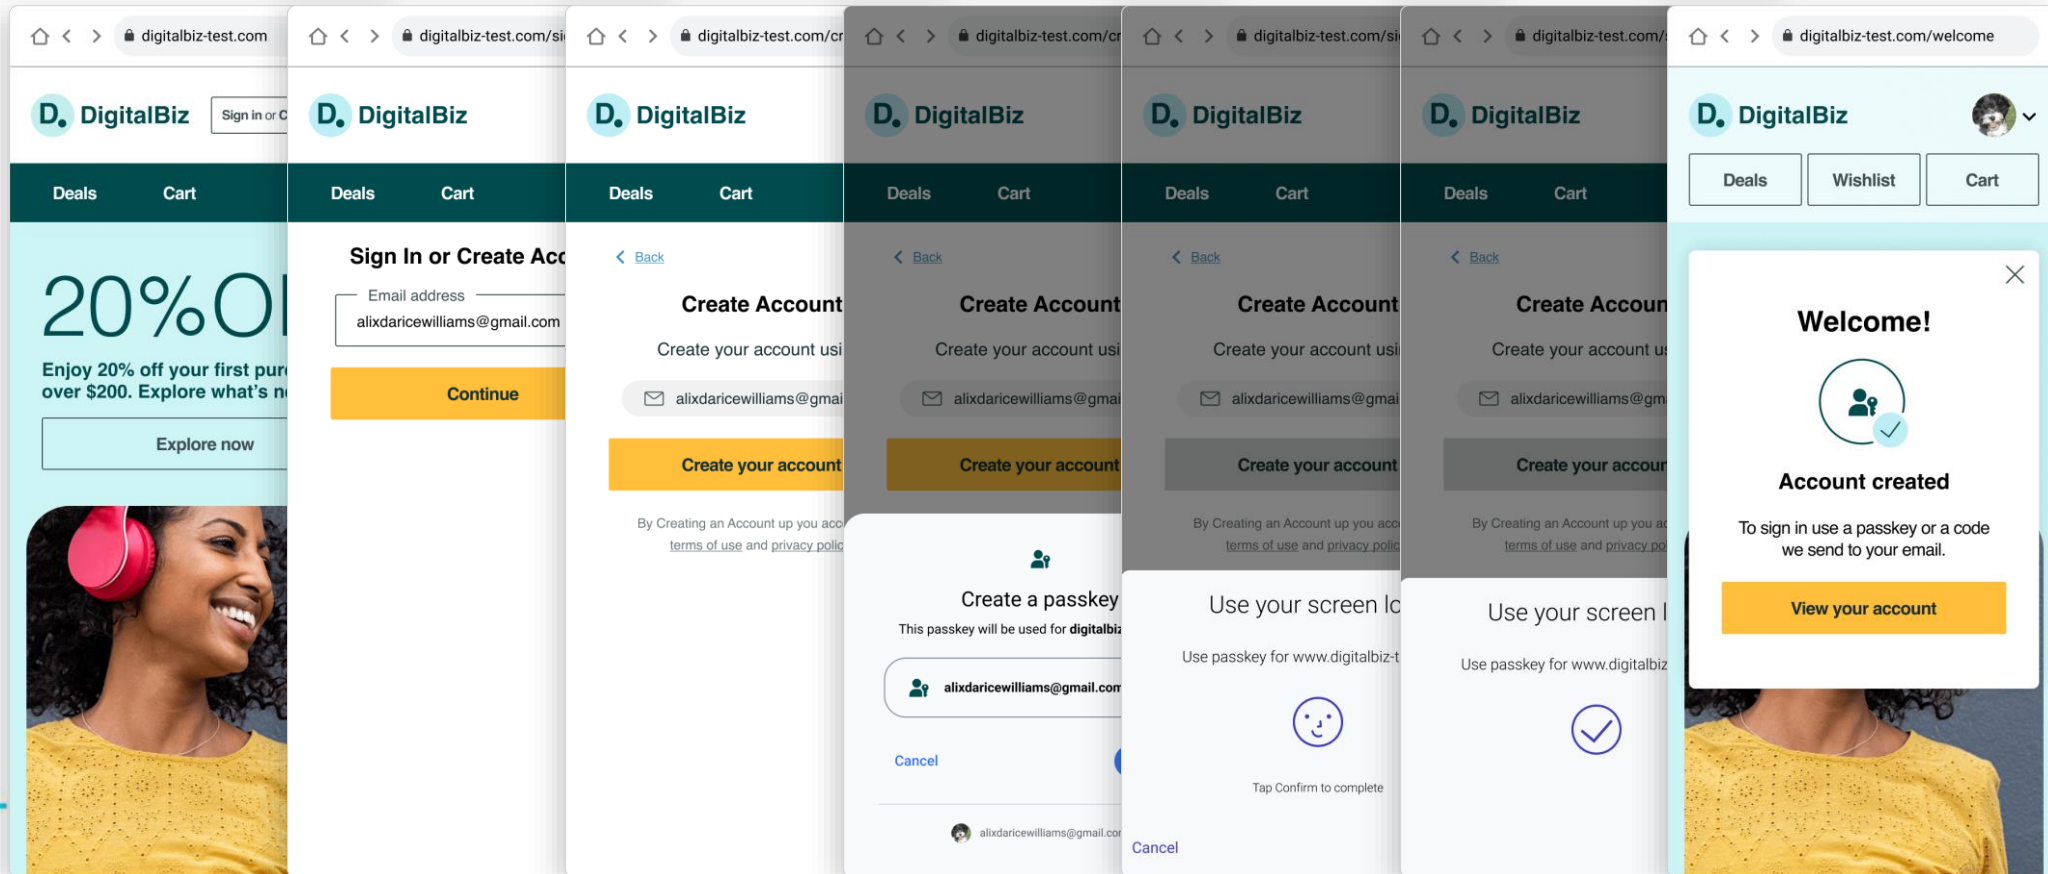 digitalbiz-test.com
D. DigitalBiz
Sign in or C
Deals Cart
20%O
Enjoy 20% off your first pur
over $200. Explore what's n
Explore now
digitalbiz-test.com/si
D. DigitalBiz
Deals Cart
Sign In or Create Acc
Email address
alixdaricewilliams@gmail.com
Continue
digitalbiz-test.com/cr
D. DigitalBiz
Deals Cart
Back
Create Account
Create your account usi
alixdaricewilliams@gmai
Create your account
By Creating an Account up you acc
terms of use and privacy polic
digitalbiz-test.com/cr
D. DigitalBiz
Deals Cart
Back
Create Account
Create your account usi
alixdaricewilliams@gmai
Create your account
Create a passkey
This passkey will be used for digitalbiz
alixdaricewilliams@gmail.com
Cancel
alixdaricewilliams@gmail.cor
digitalbiz-test.com/si
D. DigitalBiz
Deals Cart
Back
Create Account
Create your account usi
alixdaricewilliams@gmai
Create your account
By Creating an Account up you acc
terms of use and privacy polic
Use your screen lo
Use passkey for www.digitalbiz-t
Tap Confirm to complete
Cancel
digitalbiz-test.com/s
D. DigitalBiz
Deals Cart
Back
Create Accoun
Create your account us
alixdaricewilliams@gm
Create your accour
By Creating an Account up you ac
terms of use and privacy po
Use your screen l
Use passkey for www.digitalbiz
digitalbiz-test.com/welcome
D. DigitalBiz
Deals Wishlist Cart
Welcome!
Account created
To sign in use a passkey or a code
we send to your email.
View your account